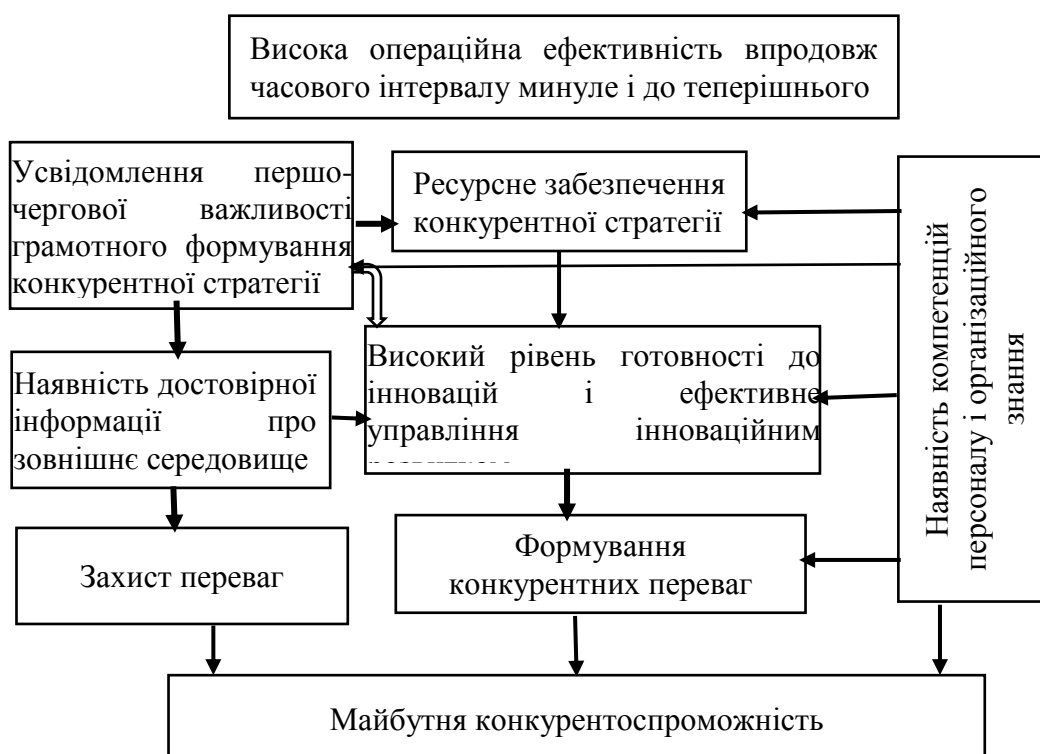 Висока операційна ефективність впродовж
часового інтервалу минуле і до теперішнього
Усвідомлення першо-
чергової важливості
грамотного формування
конкурентної стратегії
Ресурсне забезпечення
конкурентної стратегії
Наявність достовірної
інформації про
зовнішнє середовище
Високий рівень готовності до
інновацій і ефективне
управління інноваційним
Наявність компетенцій
персоналу і організаційного
знання
Захист переваг
Формування
конкурентних переваг
Майбутня конкурентоспроможність